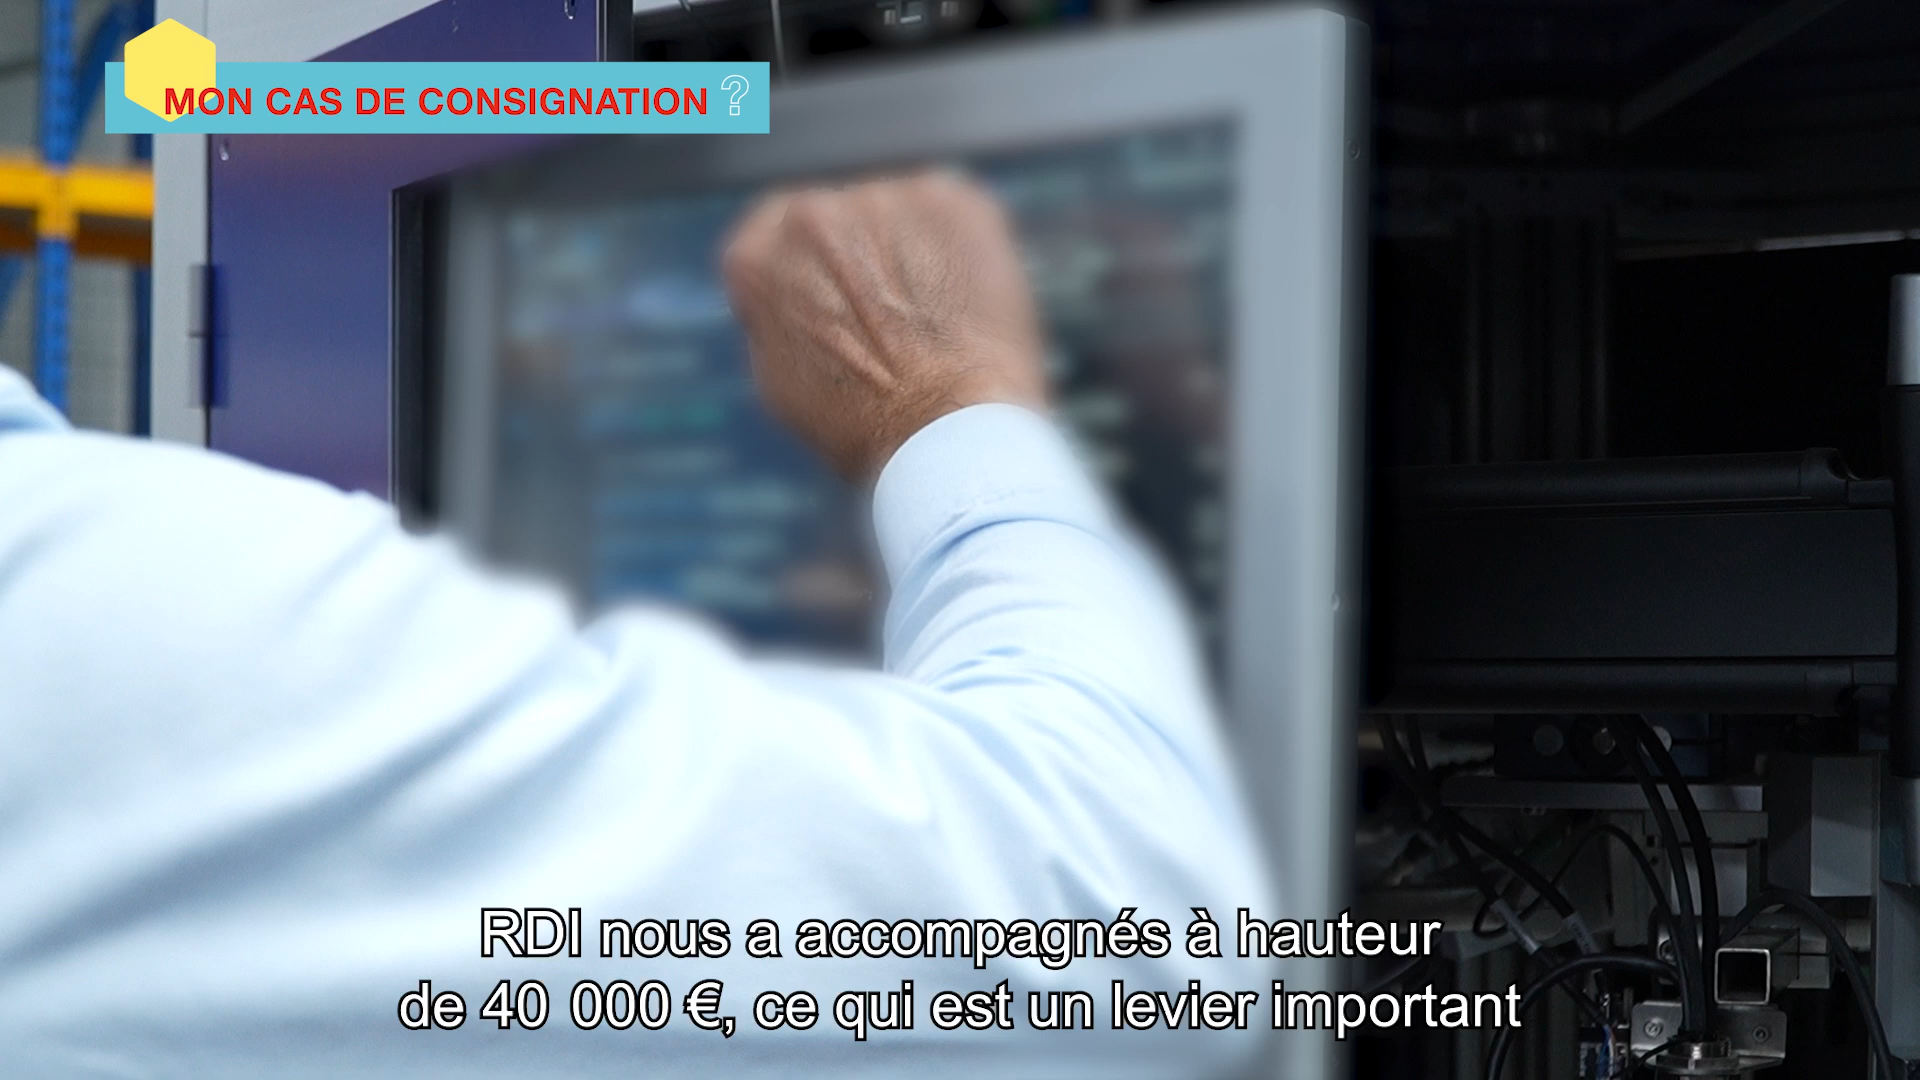 MON CAS DE CONSIGNATION ?
RDI nous a accompagnés à hauteur
de 40 000 €, ce qui est un levier important